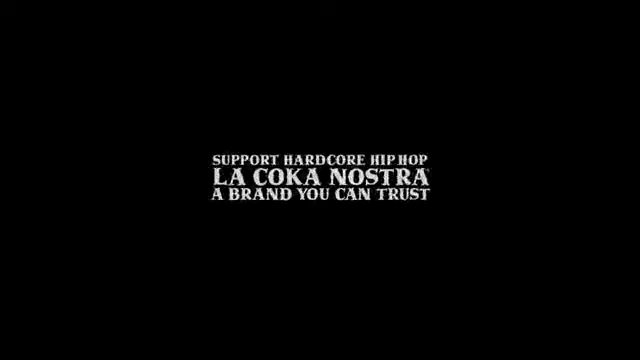 SUPPORT HARDCORE HIP HOP
LA COKA NOSTRA
A BRAND YOU CAN TRUST